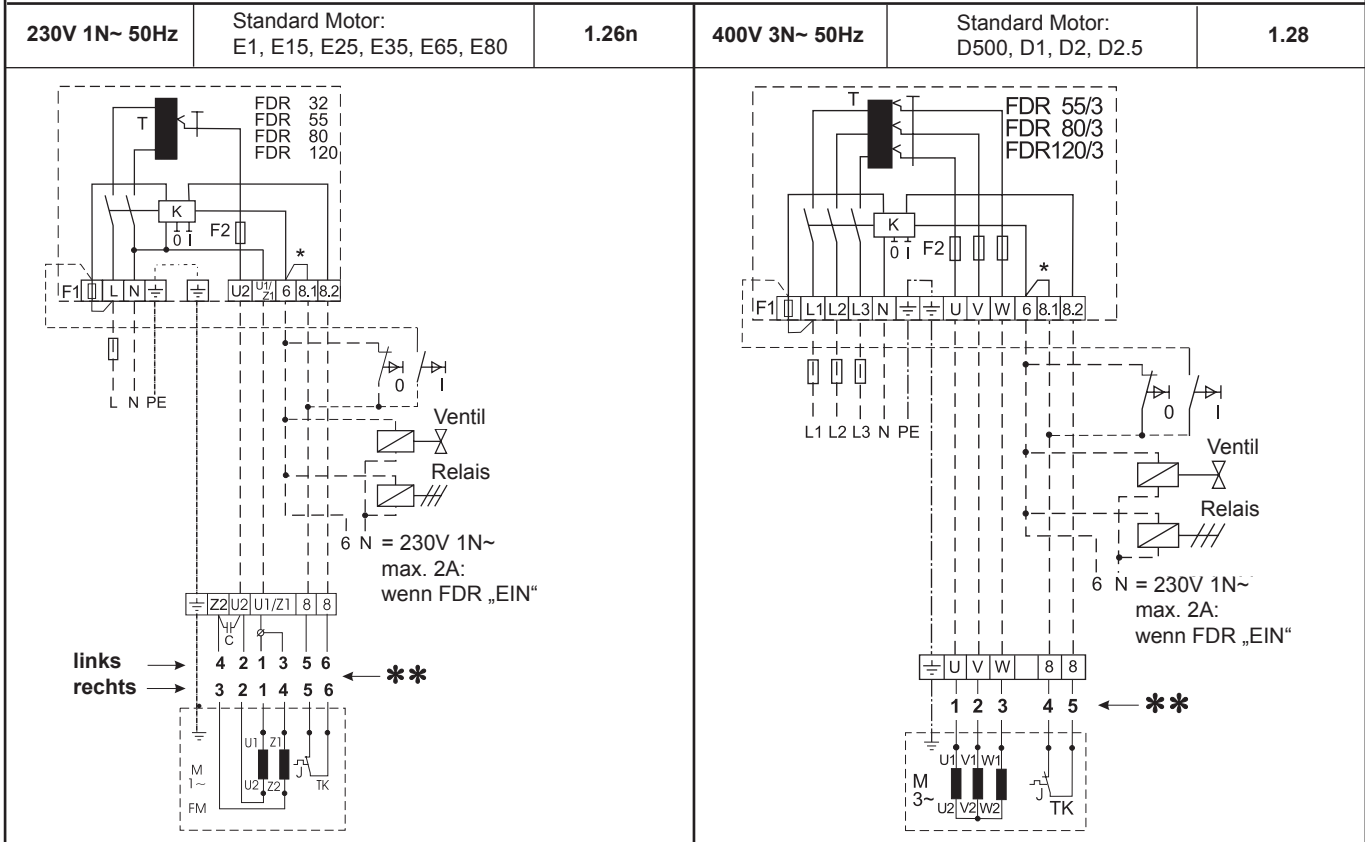 230V 1N~ 50Hz
Standard Motor:
E1, E15, E25, E35, E65, E80
1.26n
T
FDR 32
FDR 55
FDR 80
FDR 120
K
0 I
F2
*
F1 L N U2 U1/Z1 6 8.1 8.2
0 I
L N PE
Ventil
Relais
6 N = 230V 1N~
max. 2A:
wenn FDR „EIN“
Z2 U2 U1/Z1 8 8
C
links 4 2 1 3 5 6
**
rechts 3 2 1 4 5 6
U1 Z1
J
M
1~
U2 Z2 TK
FM
400V 3N~ 50Hz
Standard Motor:
D500, D1, D2, D2.5
1.28
T
FDR 55/3
FDR 80/3
FDR120/3
K
0 I
F2
*
F1 L1 L2 L3 N U V W 6 8.1 8.2
0 I
L1 L2 L3 N PE
Ventil
Relais
6 N = 230V 1N~
max. 2A:
wenn FDR „EIN“
U V W 8 8
1 2 3 4 5 **
U1 V1 W1
J
M
3~
U2 V2 W2 TK